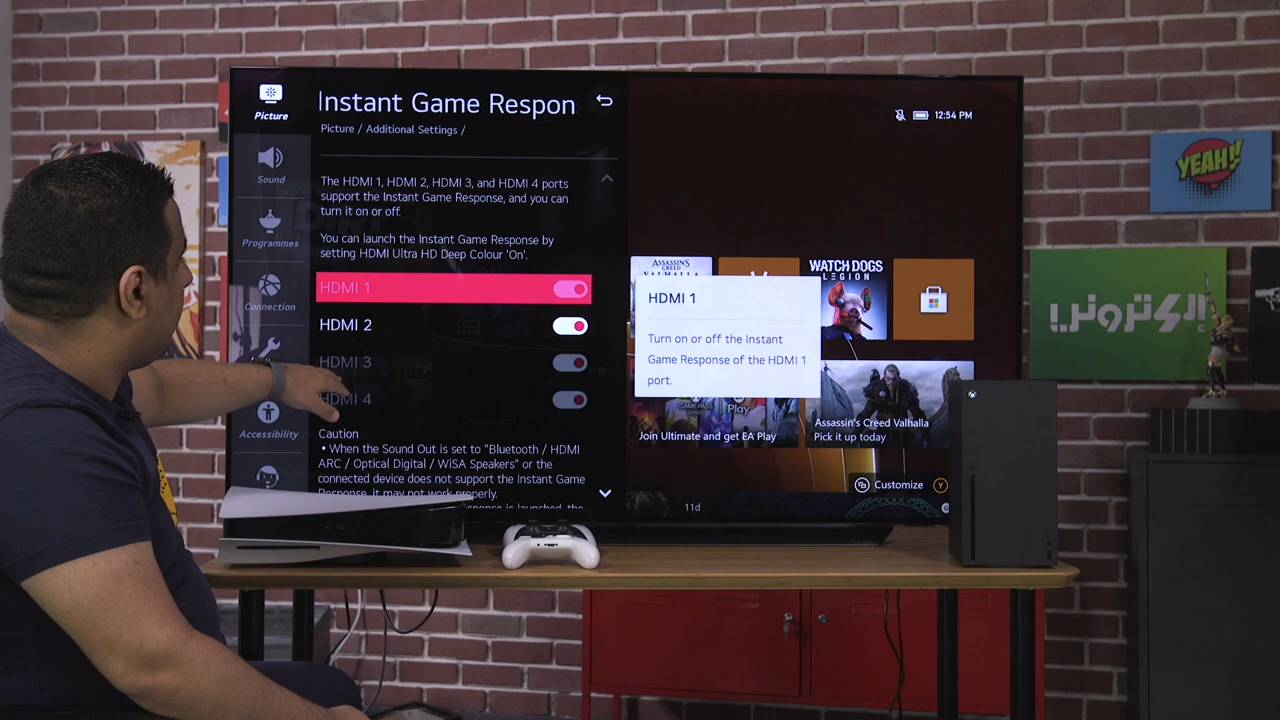 Picture
Sound
Programmes
Connection
Accessibility
Instant Game Respon
Picture / Additional Settings /
The HDMI 1, HDMI 2, HDMI 3, and HDMI 4 ports
support the Instant Game Response, and you can
turn it on or off.
You can launch the Instant Game Response by
setting HDMI Ultra HD Deep Colour 'On'.
HDMI 1
HDMI 2
HDMI 3
HDMI 4
Caution
• When the Sound Out is set to "Bluetooth / HDMI
ARC / Optical Digital / WiSA Speakers" or the
connected device does not support the Instant Game
Response, it may not work properly.
12:54 PM
ASSASSIN'S
CREED
VALHALLA
WATCH DOGS
LEGION
HDMI 1
Turn on or off the Instant
Game Response of the HDMI 1
port.
GAME PASS
Play
Join Ultimate and get EA Play
Assassin's Creed Valhalla
Pick it up today
Customize Y
11d
YEAH!!
إلكتروني